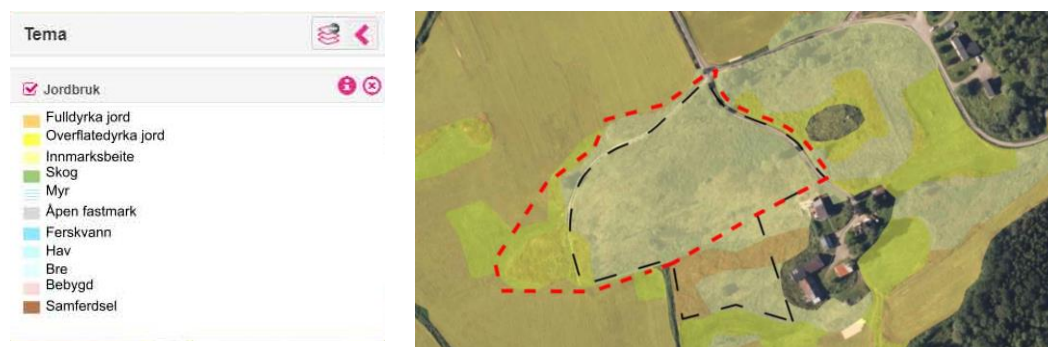 Tema
Jordbruk
Fulldyrka jord
Overflatedyrka jord
Innmarksbeite
Skog
Myr
Åpen fastmark
Ferskvann
Hav
Bre
Bebygd
Samferdsel